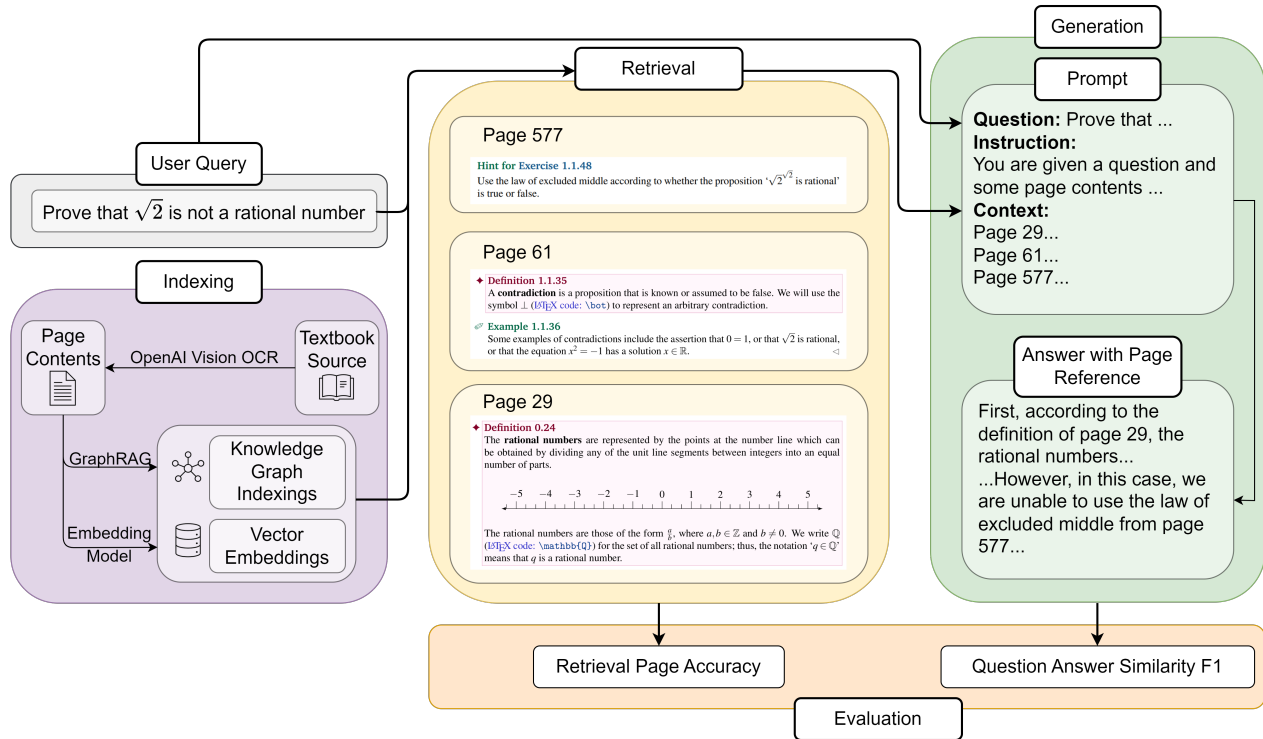 User Query
Prove that √2 is not a rational number
Indexing
Page
Contents
OpenAI Vision OCR
Textbook
Source
GraphRAG
Knowledge
Graph
Indexings
Embedding
Model
Vector
Embeddings
Retrieval
Page 577
Hint for Exercise 1.1.48
Use the law of excluded middle according to whether the proposition ‘√2^√2 is rational’
is true or false.
Page 61
✦ Definition 1.1.35
A contradiction is a proposition that is known or assumed to be false. We will use the
symbol ⊥ (LATEX code: \bot) to represent an arbitrary contradiction.
✐ Example 1.1.36
Some examples of contradictions include the assertion that 0 = 1, or that √2 is rational,
or that the equation x² = −1 has a solution x ∈ ℝ. ◁
Page 29
✦ Definition 0.24
The rational numbers are represented by the points at the number line which can
be obtained by dividing any of the unit line segments between integers into an equal
number of parts.
−5 −4 −3 −2 −1 0 1 2 3 4 5
The rational numbers are those of the form a/b, where a, b ∈ ℤ and b ≠ 0. We write ℚ
(LATEX code: \mathbb{Q}) for the set of all rational numbers; thus, the notation ‘q ∈ ℚ’
means that q is a rational number.
Generation
Prompt
Question: Prove that ...
Instruction:
You are given a question and
some page contents ...
Context:
Page 29...
Page 61...
Page 577...
Answer with Page
Reference
First, according to the
definition of page 29, the
rational numbers...
...However, in this case, we
are unable to use the law of
excluded middle from page
577...
Retrieval Page Accuracy
Question Answer Similarity F1
Evaluation